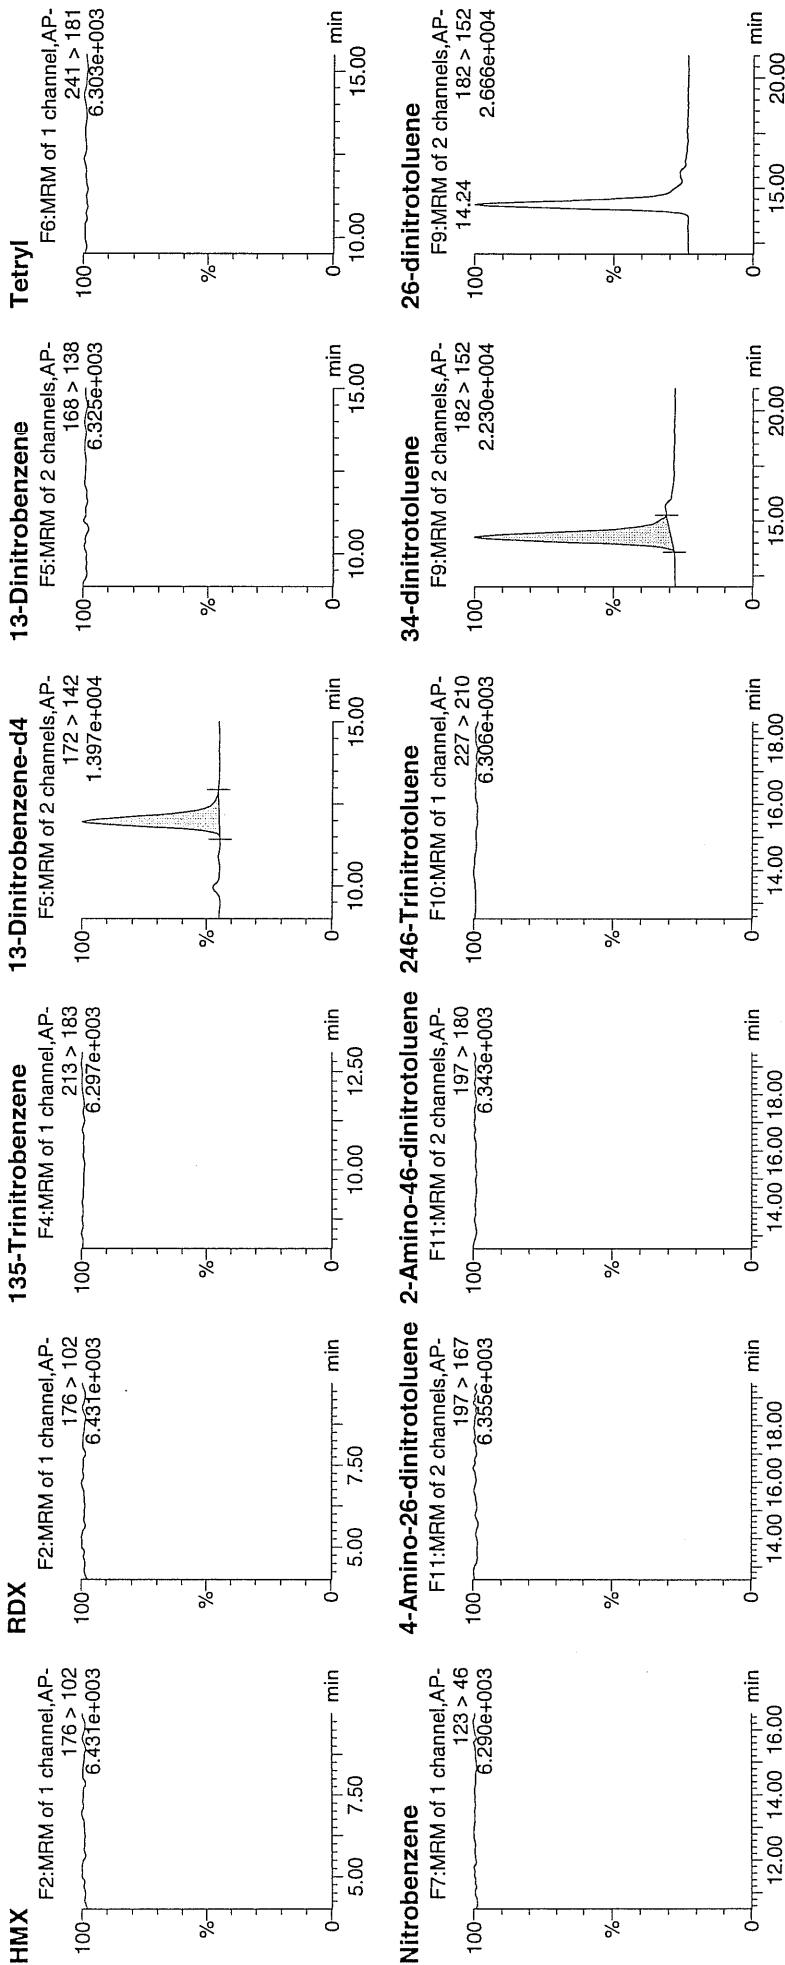 HMX
F2:MRM of 1 channel,AP-
176 > 102
6.431e+003
100
%
0
5.00
7.50
min
RDX
F2:MRM of 1 channel,AP-
176 > 102
6.431e+003
100
%
0
5.00
7.50
min
135-Trinitrobenzene
F4:MRM of 1 channel,AP-
213 > 183
6.297e+003
100
%
0
10.00
12.50
min
13-Dinitrobenzene-d4
F5:MRM of 2 channels,AP-
172 > 142
1.397e+004
100
%
0
10.00
15.00
min
13-Dinitrobenzene
F5:MRM of 2 channels,AP-
168 > 138
6.325e+003
100
%
0
10.00
15.00
min
Tetryl
F6:MRM of 1 channel,AP-
241 > 181
6.303e+003
100
%
0
10.00
15.00
min
Nitrobenzene
F7:MRM of 1 channel,AP-
123 > 46
6.290e+003
100
%
0
12.00
14.00
16.00
min
4-Amino-26-dinitrotoluene
F11:MRM of 2 channels,AP-
197 > 167
6.355e+003
100
%
0
14.00
16.00
18.00
min
2-Amino-46-dinitrotoluene
F11:MRM of 2 channels,AP-
197 > 180
6.343e+003
100
%
0
14.00
16.00
18.00
min
246-Trinitrotoluene
F10:MRM of 1 channel,AP-
227 > 210
6.306e+003
100
%
0
14.00
16.00
18.00
min
34-dinitrotoluene
F9:MRM of 2 channels,AP-
182 > 152
2.230e+004
100
%
0
15.00
20.00
min
26-dinitrotoluene
F9:MRM of 2 channels,AP-
182 > 152
2.666e+004
14.24
100
%
0
15.00
20.00
min